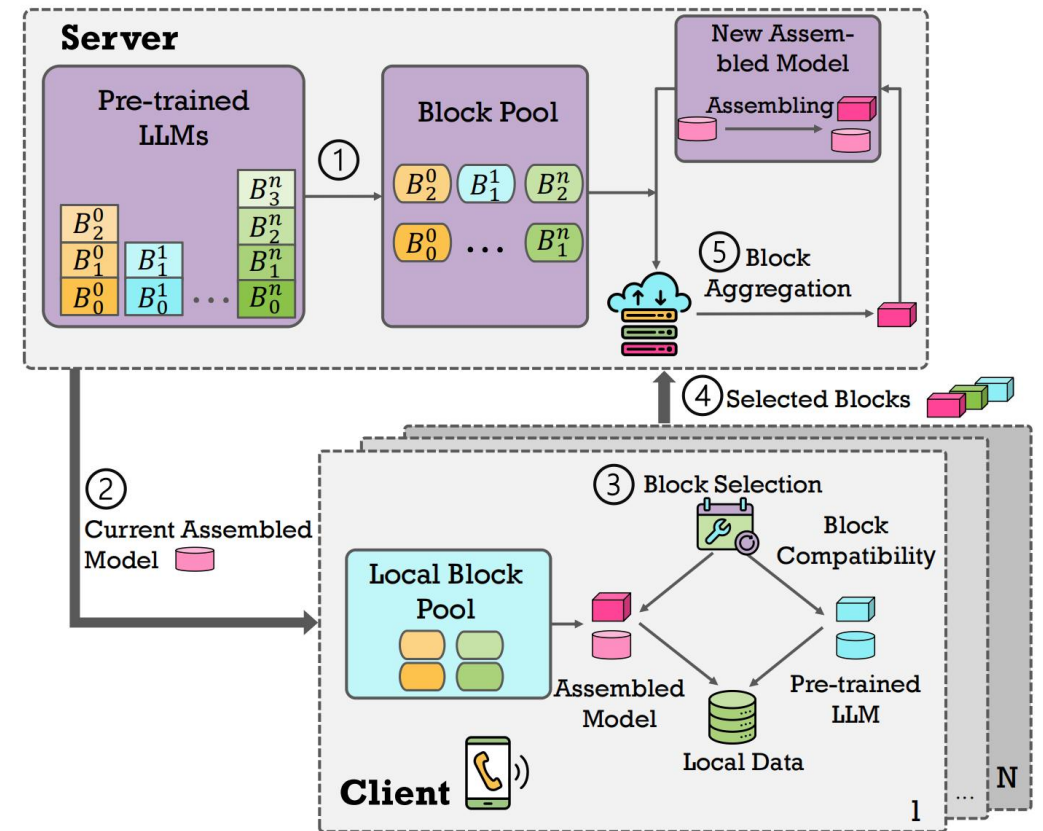 Server
Pre-trained
LLMs
B_2^0
B_1^0
B_0^0
B_1^1
B_0^1
...
B_3^n
B_2^n
B_1^n
B_0^n
①
Block Pool
B_2^0 B_1^1 B_2^n
B_0^0 ... B_1^n
New Assem-
bled Model
Assembling
⑤ Block
Aggregation
④ Selected Blocks
②
Current Assembled
Model
③ Block Selection
Block
Compatibility
Local Block
Pool
Assembled
Model
Pre-trained
LLM
Local Data
Client
1
...
N